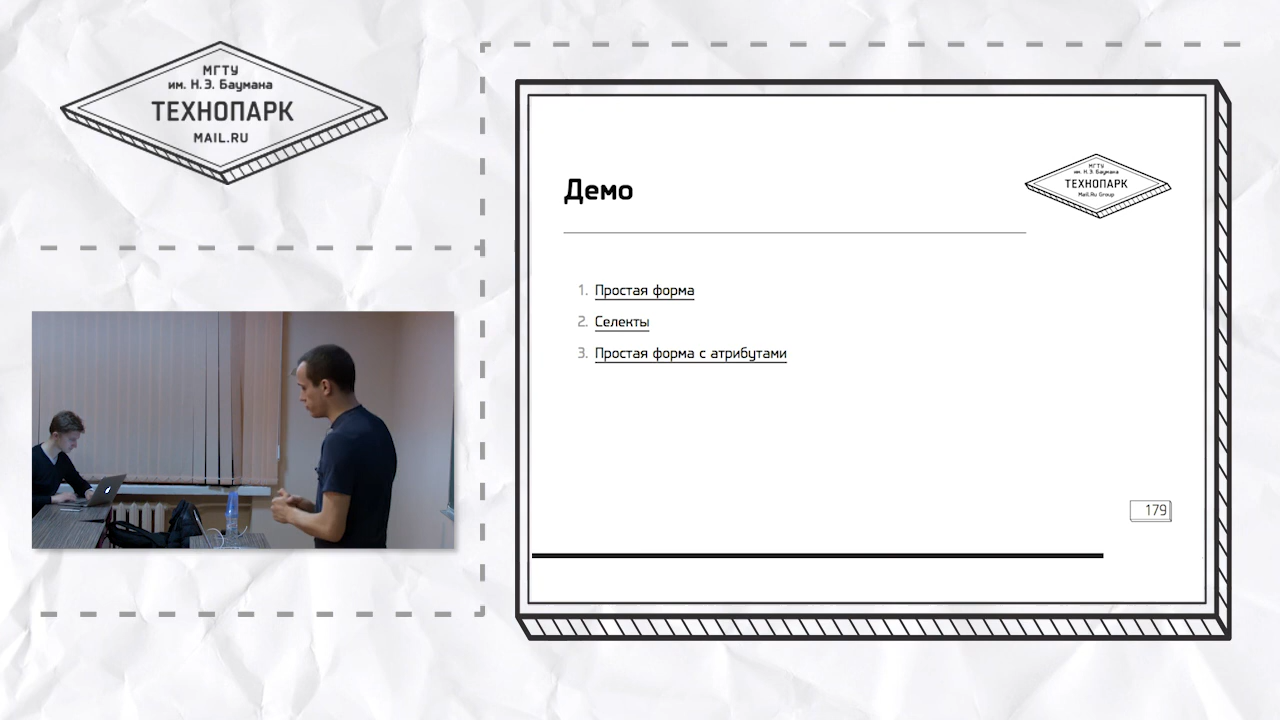 МГТУ
им. Н.Э. Баумана
ТЕХНОПАРК
MAIL.RU
Демо
МГТУ
им. Н.Э. Баумана
ТЕХНОПАРК
Mail.Ru Group
1. Простая форма
2. Селекты
3. Простая форма с атрибутами
179